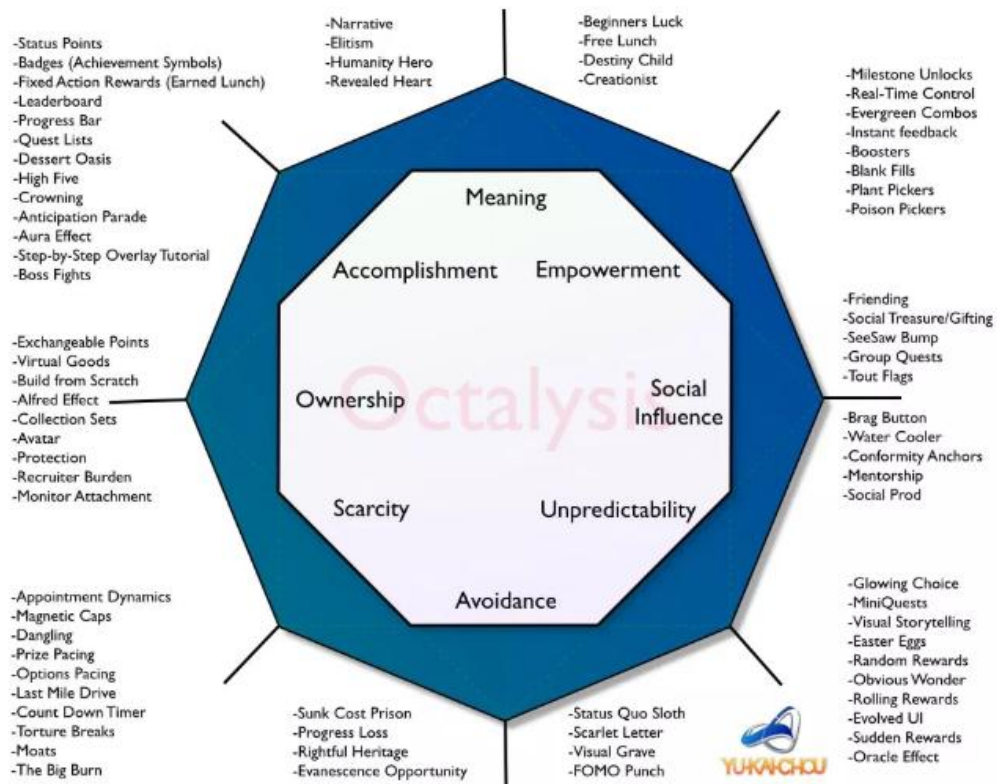 -Narrative
-Elitism
-Humanity Hero
-Revealed Heart
-Beginners Luck
-Free Lunch
-Destiny Child
-Creationist
-Status Points
-Badges (Achievement Symbols)
-Fixed Action Rewards (Earned Lunch)
-Leaderboard
-Progress Bar
-Quest Lists
-Dessert Oasis
-High Five
-Crowning
-Anticipation Parade
-Aura Effect
-Step-by-Step Overlay Tutorial
-Boss Fights
-Milestone Unlocks
-Real-Time Control
-Evergreen Combos
-Instant feedback
-Boosters
-Blank Fills
-Plant Pickers
-Poison Pickers
Meaning
Accomplishment
Empowerment
Ownership
Octalysis
Social
Influence
Scarcity
Unpredictability
Avoidance
-Exchangeable Points
-Virtual Goods
-Build from Scratch
-Alfred Effect
-Collection Sets
-Avatar
-Protection
-Recruiter Burden
-Monitor Attachment
-Friending
-Social Treasure/Gifting
-SeeSaw Bump
-Group Quests
-Tout Flags
-Brag Button
-Water Cooler
-Conformity Anchors
-Mentorship
-Social Prod
-Appointment Dynamics
-Magnetic Caps
-Dangling
-Prize Pacing
-Options Pacing
-Last Mile Drive
-Count Down Timer
-Torture Breaks
-Moats
-The Big Burn
-Sunk Cost Prison
-Progress Loss
-Rightful Heritage
-Evanescence Opportunity
-Status Quo Sloth
-Scarlet Letter
-Visual Grave
-FOMO Punch
-Glowing Choice
-MiniQuests
-Visual Storytelling
-Easter Eggs
-Random Rewards
-Obvious Wonder
-Rolling Rewards
-Evolved UI
-Sudden Rewards
-Oracle Effect
YU-KAI-CHOU